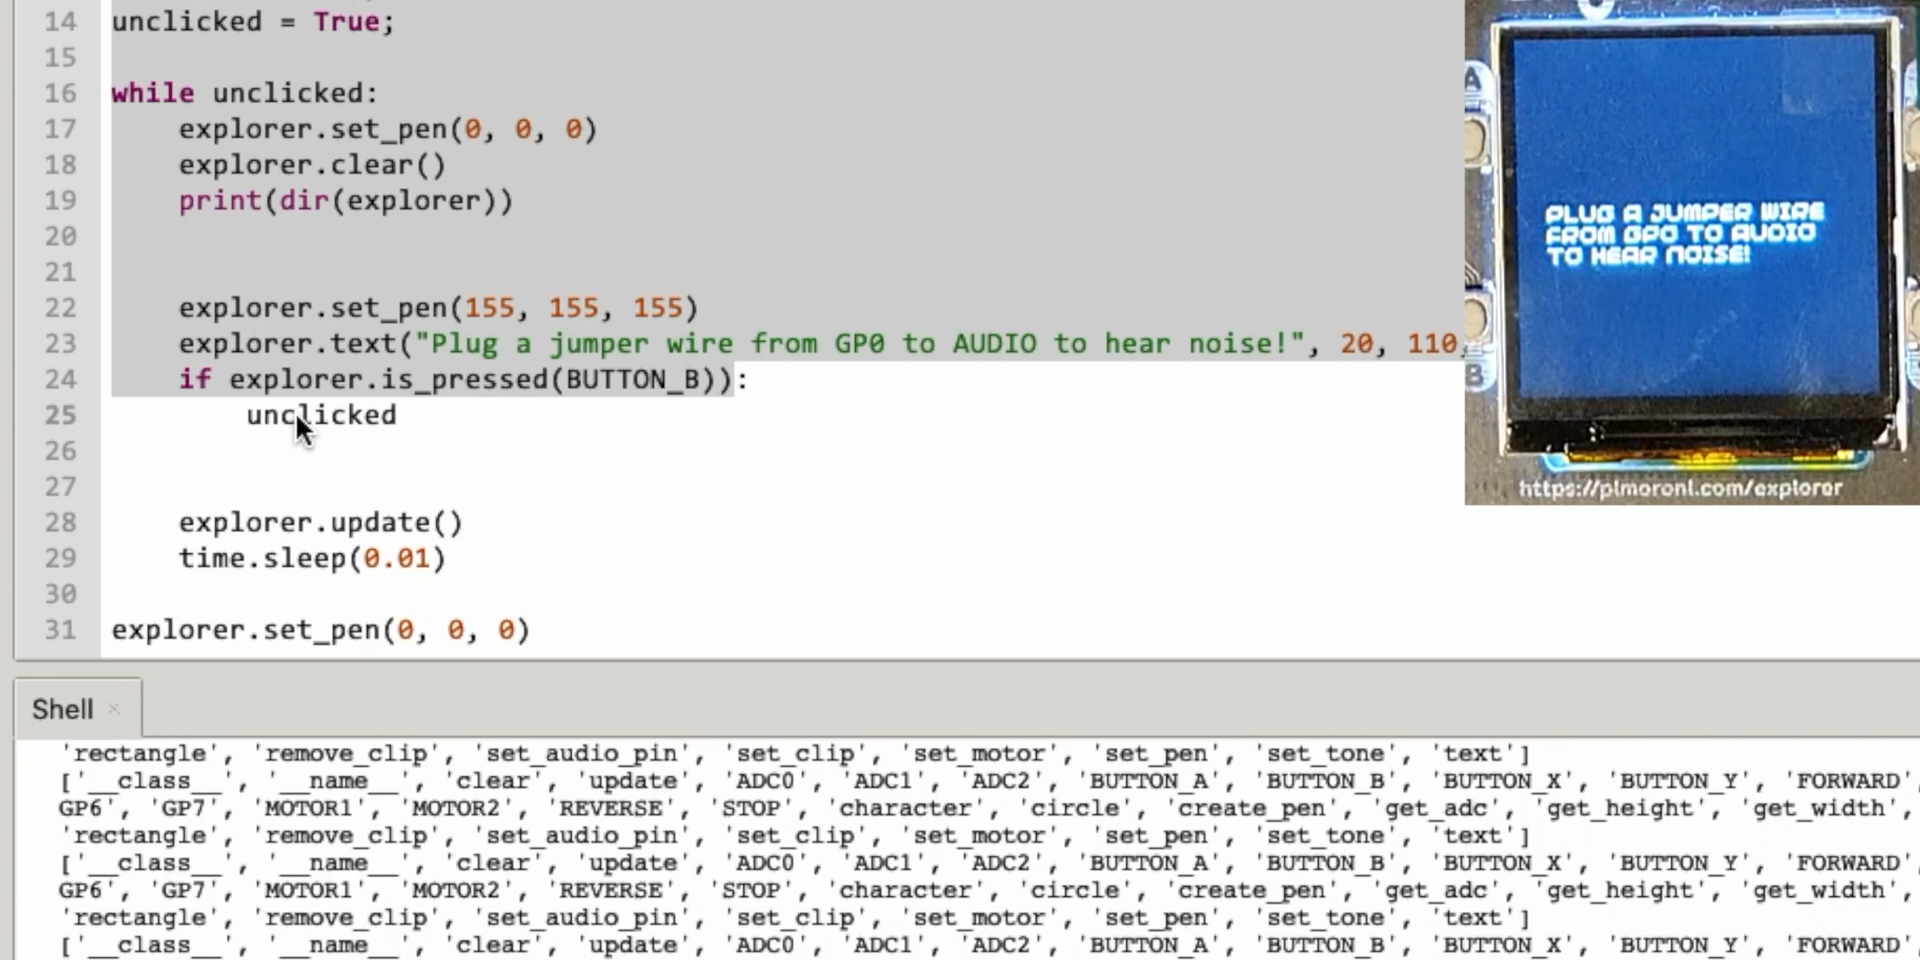 14 unclicked = True;
15
16 while unclicked:
17 explorer.set_pen(0, 0, 0)
18 explorer.clear()
19 print(dir(explorer))
20
21
22 explorer.set_pen(155, 155, 155)
23 explorer.text("Plug a jumper wire from GP0 to AUDIO to hear noise!", 20, 110,
24 if explorer.is_pressed(BUTTON_B)):
25 unclicked
26
27
28 explorer.update()
29 time.sleep(0.01)
30
31 explorer.set_pen(0, 0, 0)
A
B
PLUG A JUMPER WIRE
FROM GP0 TO AUDIO
TO HEAR NOISE!
https://pimoroni.com/explorer
Shell
'rectangle', 'remove_clip', 'set_audio_pin', 'set_clip', 'set_motor', 'set_pen', 'set_tone', 'text']
['__class__', '__name__', 'clear', 'update', 'ADC0', 'ADC1', 'ADC2', 'BUTTON_A', 'BUTTON_B', 'BUTTON_X', 'BUTTON_Y', 'FORWARD',
GP6', 'GP7', 'MOTOR1', 'MOTOR2', 'REVERSE', 'STOP', 'character', 'circle', 'create_pen', 'get_adc', 'get_height', 'get_width',
'rectangle', 'remove_clip', 'set_audio_pin', 'set_clip', 'set_motor', 'set_pen', 'set_tone', 'text']
['__class__', '__name__', 'clear', 'update', 'ADC0', 'ADC1', 'ADC2', 'BUTTON_A', 'BUTTON_B', 'BUTTON_X', 'BUTTON_Y', 'FORWARD',
GP6', 'GP7', 'MOTOR1', 'MOTOR2', 'REVERSE', 'STOP', 'character', 'circle', 'create_pen', 'get_adc', 'get_height', 'get_width',
'rectangle', 'remove_clip', 'set_audio_pin', 'set_clip', 'set_motor', 'set_pen', 'set_tone', 'text']
['__class__', '__name__', 'clear', 'update', 'ADC0', 'ADC1', 'ADC2', 'BUTTON_A', 'BUTTON_B', 'BUTTON_X', 'BUTTON_Y', 'FORWARD',